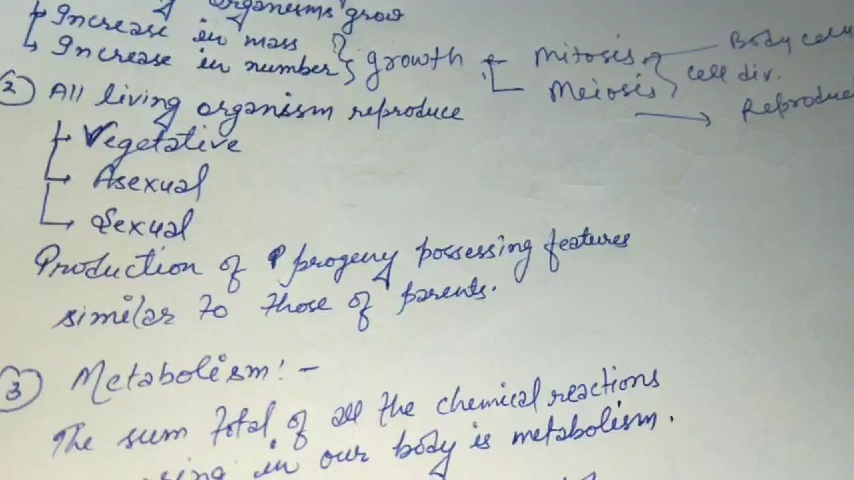 organisms grow
Increase in mass
Increase in number } growth Mitosis Body cells
Meiosis } cell div.
② All living organism reproduce → Reproduc
Vegetative
Asexual
Sexual
Production of progeny possessing features
similar to those of parents.
③ Metabolism:-
The sum total of all the chemical reactions
in our body is metabolism.